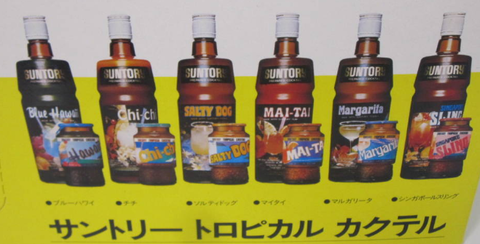 SUNTORY SUNTORY SUNTORY SUNTORY SUNTORY SUNTORY
Blue Hawaii Chi-chi SALTY DOG MAI-TAI Margarita
Hawaii Chi-chi SALTY DOG MAI-TAI Margarita
●ブルーハワイ ●チチ ●ソルティドッグ ●マイタイ ●マルガリータ ●シンガポールスリング
サントリー トロピカル カクテル